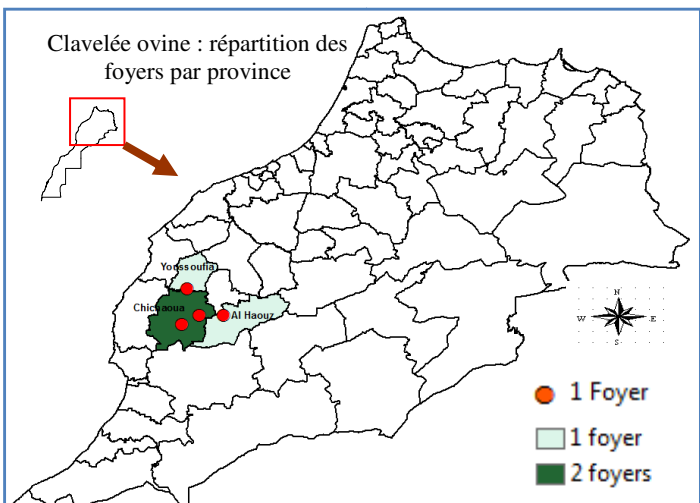 Clavelée ovine : répartition des
foyers par province
Youssoufia
Chichaoua
Al Haouz
N
W E
S
1 Foyer
1 foyer
2 foyers